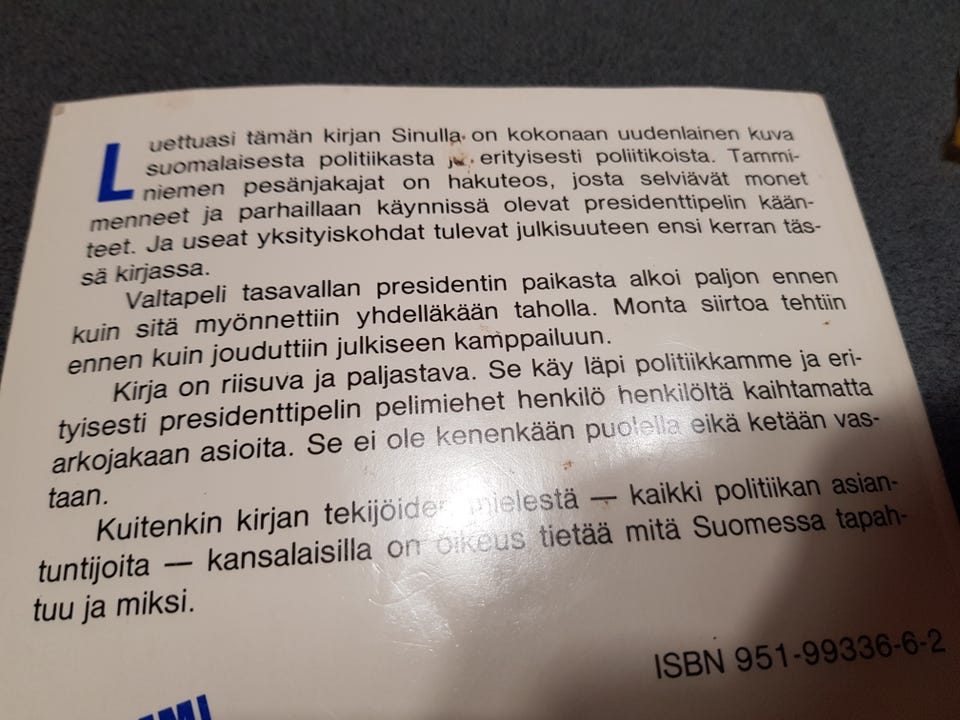 Luettuasi tämän kirjan Sinulla on kokonaan uudenlainen kuva
suomalaisesta politiikasta ja erityisesti poliitikoista. Tammi-
niemen pesänjakajat on hakuteos, josta selviävät monet
menneet ja parhaillaan käynnissä olevat presidenttipelin kään-
teet. Ja useat yksityiskohdat tulevat julkisuuteen ensi kerran täs-
sä kirjassa.
Valtapeli tasavallan presidentin paikasta alkoi paljon ennen
kuin sitä myönnettiin yhdelläkään taholla. Monta siirtoa tehtiin
ennen kuin jouduttiin julkiseen kamppailuun.
Kirja on riisuva ja paljastava. Se käy läpi politiikkamme ja eri-
tyisesti presidenttipelin pelimiehet henkilö henkilöltä kaihtamatta
arkojakaan asioita. Se ei ole kenenkään puolella eikä ketään vas-
taan.
Kuitenkin kirjan tekijöiden mielestä — kaikki politiikan asian-
tuntijoita — kansalaisilla on oikeus tietää mitä Suomessa tapah-
tuu ja miksi.
ISBN 951-99336-6-2